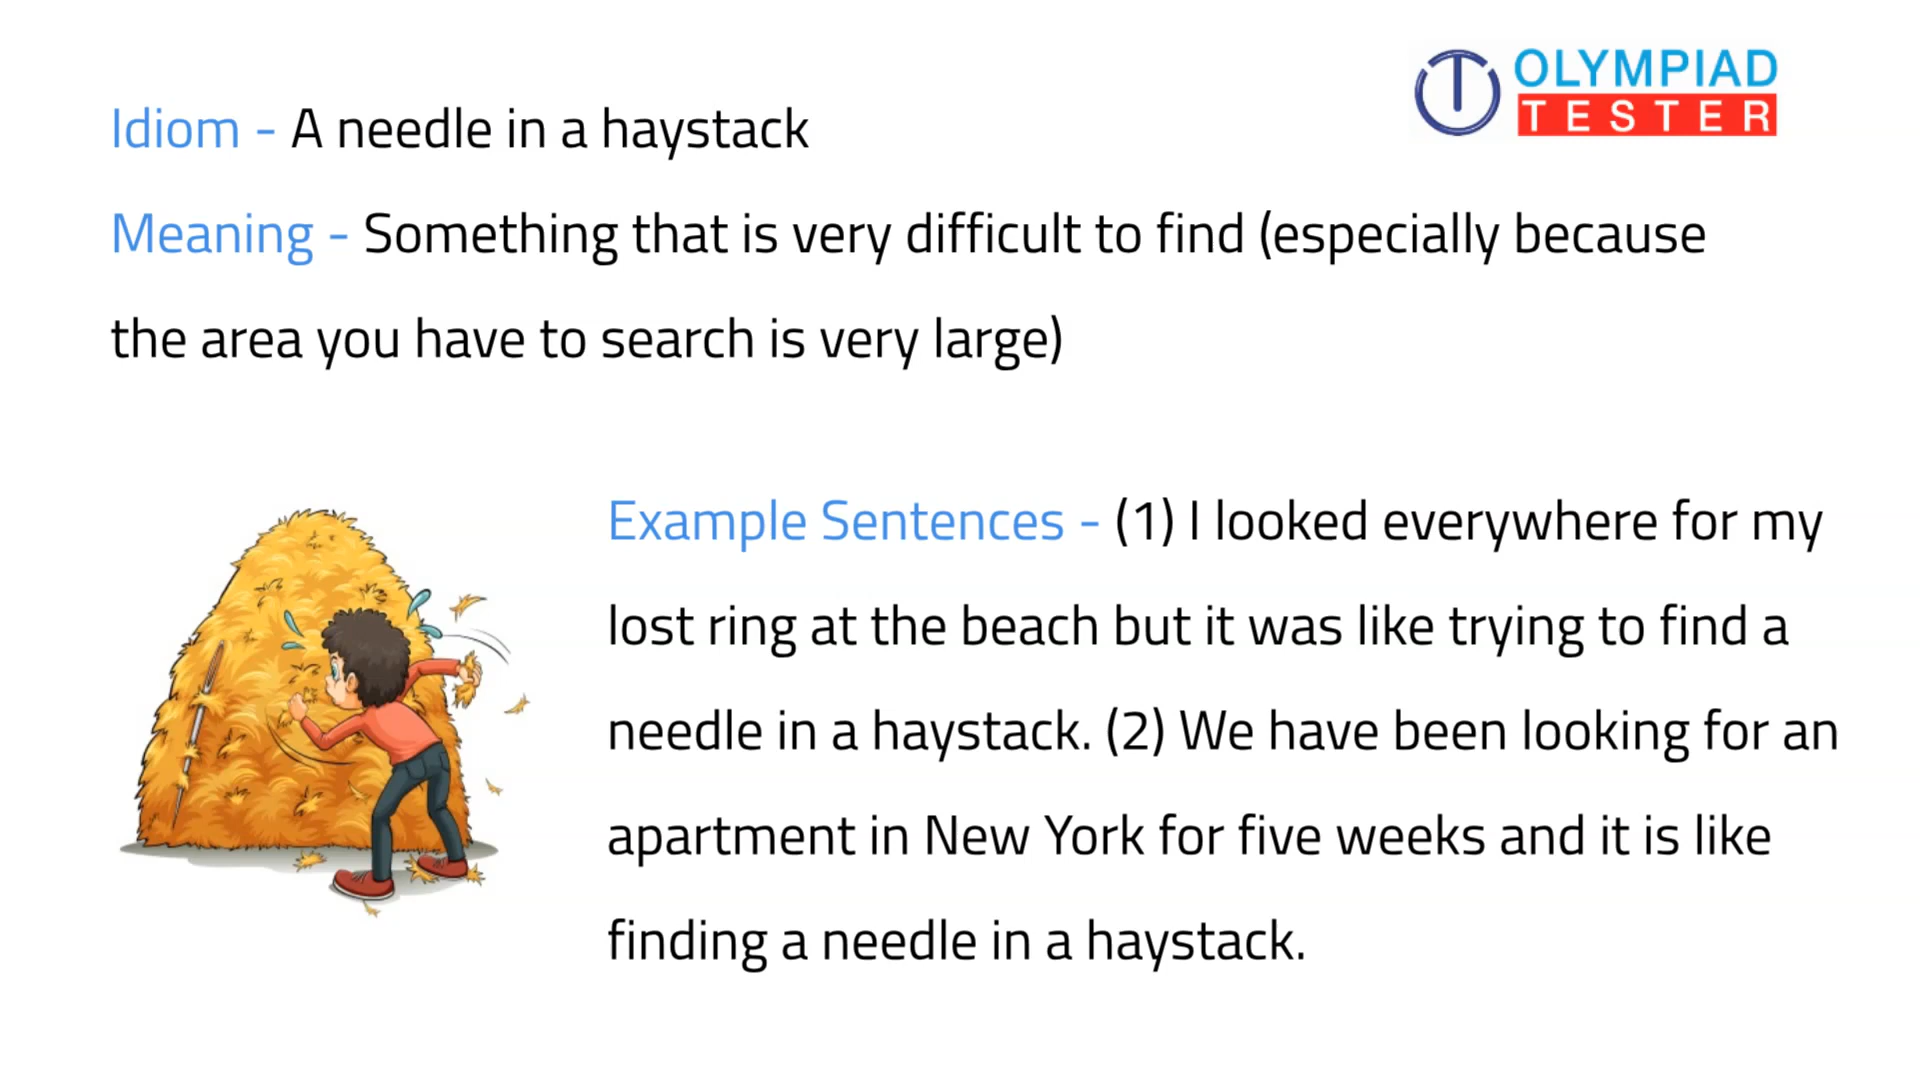 OLYMPIAD
TESTER
Idiom - A needle in a haystack
Meaning - Something that is very difficult to find (especially because
the area you have to search is very large)
Example Sentences - (1) I looked everywhere for my
lost ring at the beach but it was like trying to find a
needle in a haystack. (2) We have been looking for an
apartment in New York for five weeks and it is like
finding a needle in a haystack.